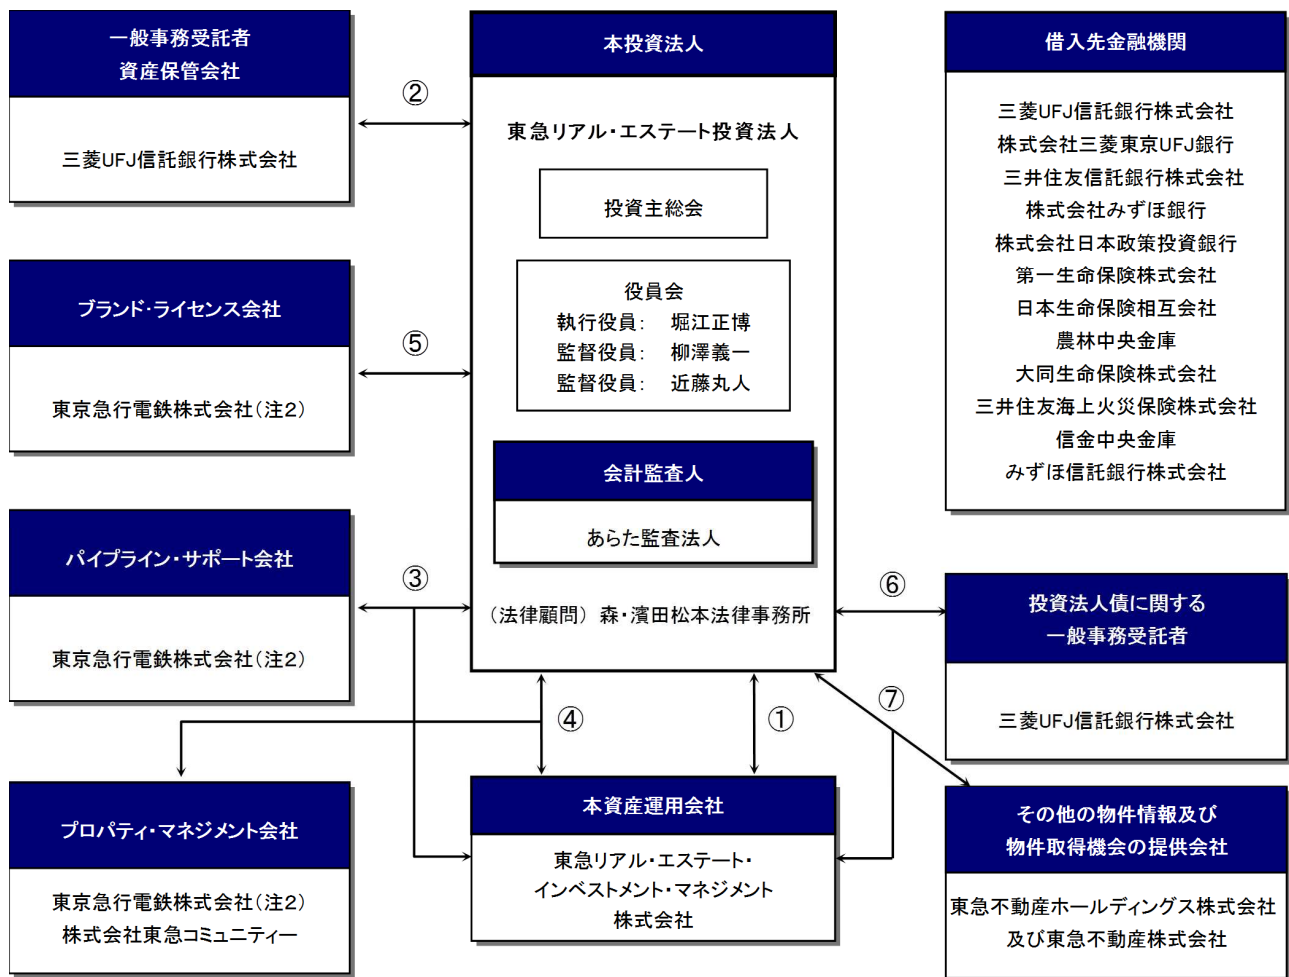 一般事務受託者
資産保管会社
三菱UFJ信託銀行株式会社
②
ブランド・ライセンス会社
東京急行電鉄株式会社(注2)
⑤
パイプライン・サポート会社
東京急行電鉄株式会社(注2)
③
プロパティ・マネジメント会社
東京急行電鉄株式会社(注2)
株式会社東急コミュニティー
本投資法人
東急リアル・エステート投資法人
投資主総会
役員会
執行役員: 堀江正博
監督役員: 柳澤義一
監督役員: 近藤丸人
会計監査人
あらた監査法人
(法律顧問) 森・濱田松本法律事務所
④
①
⑦
本資産運用会社
東急リアル・エステート・
インベストメント・マネジメント
株式会社
借入先金融機関
三菱UFJ信託銀行株式会社
株式会社三菱東京UFJ銀行
三井住友信託銀行株式会社
株式会社みずほ銀行
株式会社日本政策投資銀行
第一生命保険株式会社
日本生命保険相互会社
農林中央金庫
大同生命保険株式会社
三井住友海上火災保険株式会社
信金中央金庫
みずほ信託銀行株式会社
⑥
投資法人債に関する
一般事務受託者
三菱UFJ信託銀行株式会社
その他の物件情報及び
物件取得機会の提供会社
東急不動産ホールディングス株式会社
及び東急不動産株式会社